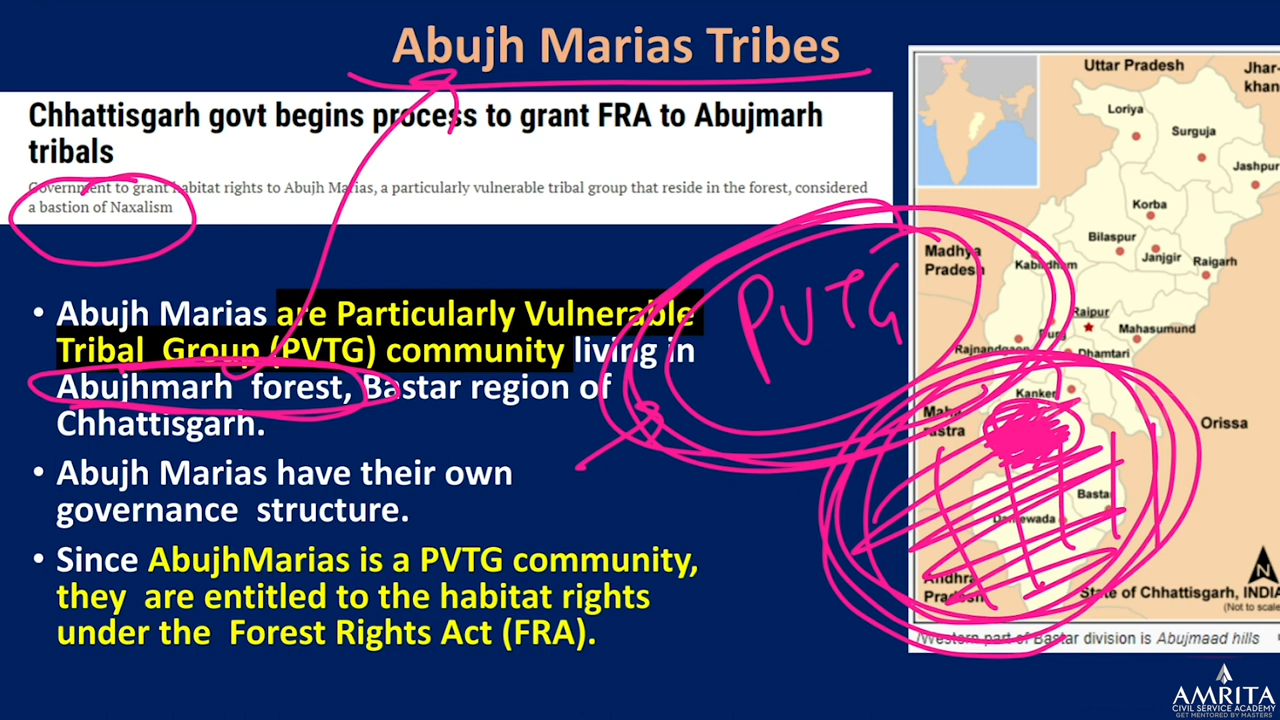 Abujh Marias Tribes
Chhattisgarh govt begins process to grant FRA to Abujmarh
tribals
Government to grant habitat rights to Abujh Marias, a particularly vulnerable tribal group that reside in the forest, considered
a bastion of Naxalism
• Abujh Marias are Particularly Vulnerable
Tribal Group (PVTG) community living in
Abujhmarh forest, Bastar region of
Chhattisgarh.
• Abujh Marias have their own
governance structure.
• Since AbujhMarias is a PVTG community,
they are entitled to the habitat rights
under the Forest Rights Act (FRA).
PVTG
Uttar Pradesh
Jhar-
khan
Loriya
Surguja
Jashpur
Korba
Bilaspur
Janjgir
Raigarh
Madhya
Pradesh
Kabirdham
Raipur
Durg
Mahasumund
Rajnandgaon
Dhamtari
Kanker
Maha
rastra
Orissa
Bastar
Dantewada
Andhra
Pradesh
N
State of Chhattisgarh, INDIA
(Not to scale
Western part of Bastar division is Abujmaad hills
AMRITA
CIVIL SERVICE ACADEMY
GET MENTORED BY MASTERS